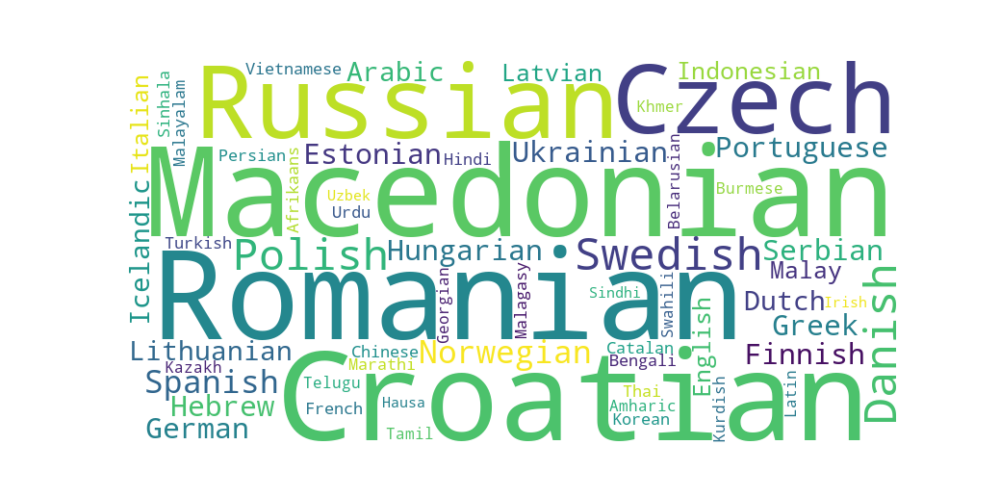 Vietnamese Arabic Latvian Indonesian
Russian Czech
Khmer
Italian
Sinhala
Malayalam
Persian Estonian Hindi Ukrainian Portuguese
Macedonian
Afrikaans
Uzbek
Urdu
Belarusian
Burmese
Icelandic
Turkish Polish Hungarian Swedish Serbian
Malay
Romanian
Georgian
Malagasy
Sindhi
Swahili
Dutch Irish
Greek
Danish
English
Lithuanian Chinese Norwegian Catalan Finnish
Kazakh Marathi Bengali
Spanish Telugu Croatian Thai
Hebrew French Hausa Amharic
Korean
Kurdish
Latin
German Tamil